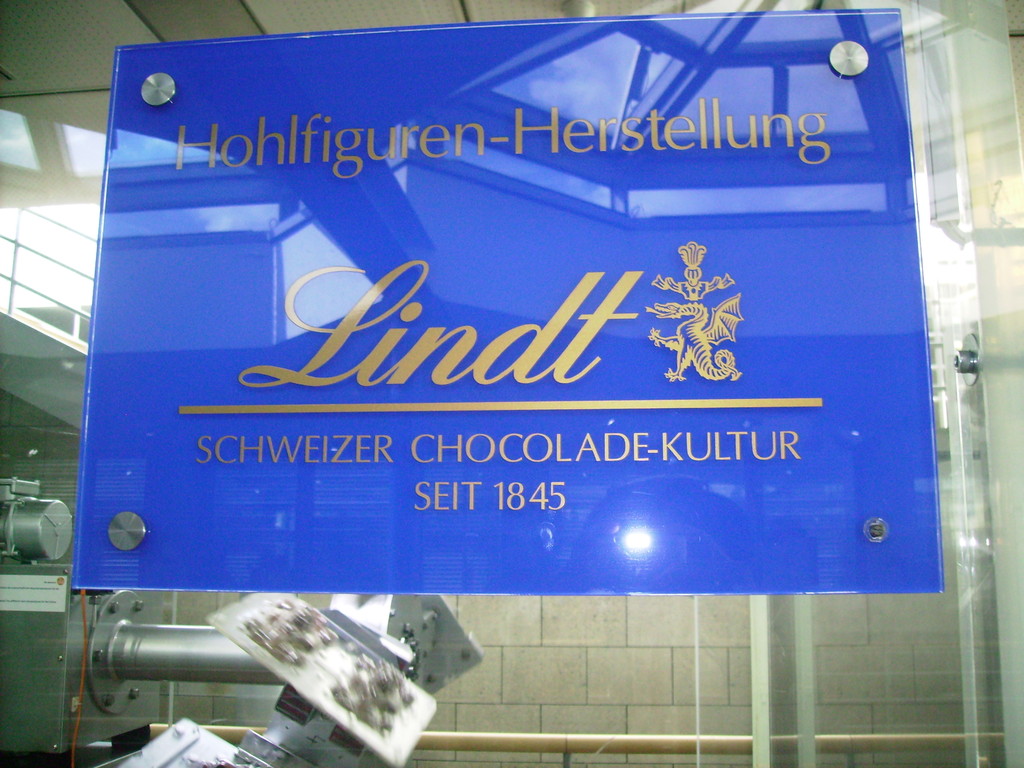 Hohlfiguren-Herstellung
Lindt
SCHWEIZER CHOCOLADE-KULTUR
SEIT 1845